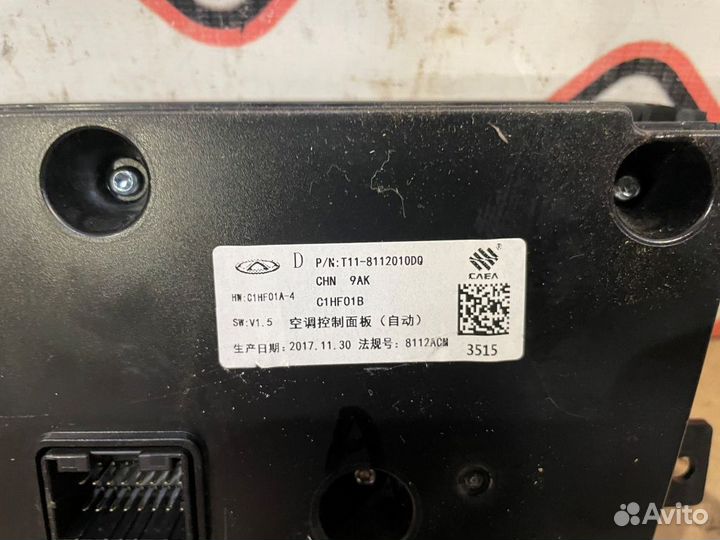 D P/N:T11-8112010DQ
CHN 9AK
HW:C1HF01A-4 C1HF01B
CAEA ®
SW:V1.5 空调控制面板（自动）
生产日期:2017.11.30 法规号:8112ACM 3515
A
Avito